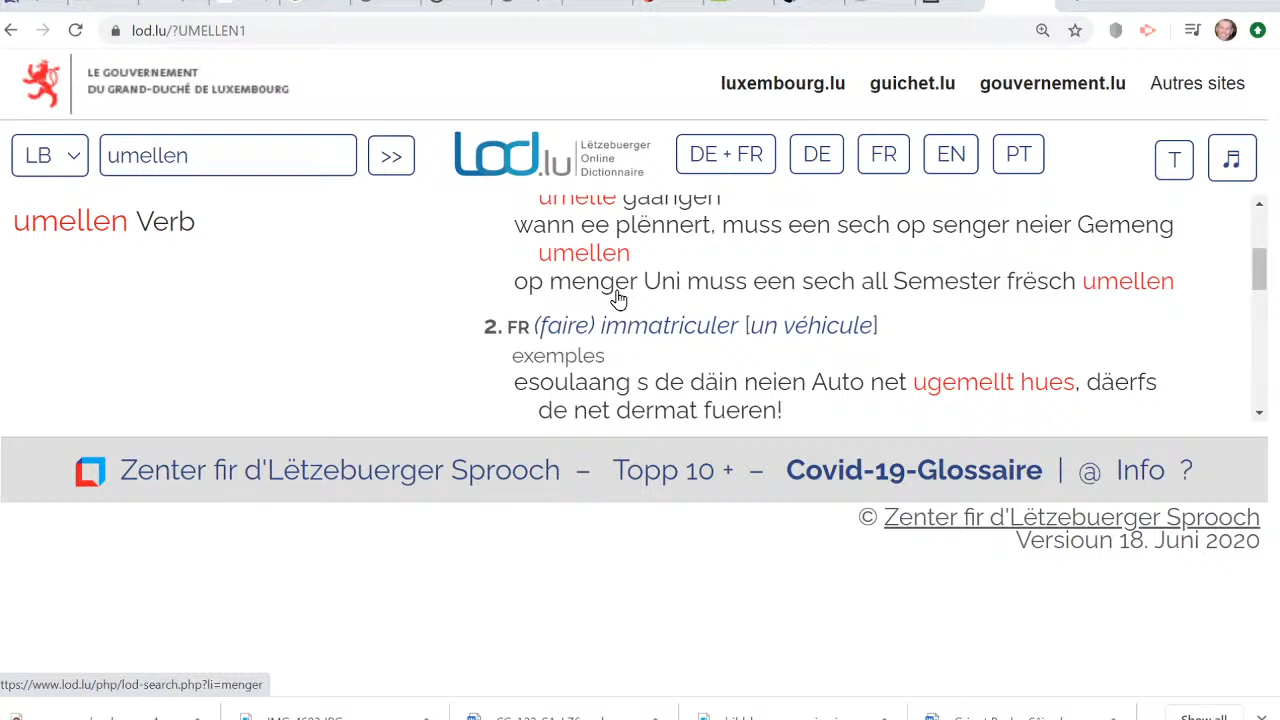 lod.lu/?UMELLEN1
LE GOUVERNEMENT
DU GRAND-DUCHÉ DE LUXEMBOURG
luxembourg.lu guichet.lu gouvernement.lu Autres sites
LB umellen >>
Lod.lu Lëtzebuerger
Online
Dictionnaire
DE + FR DE FR EN PT T
umellen Verb
umelle gaangen
wann ee plënnert, muss een sech op senger neier Gemeng
umellen
op menger Uni muss een sech all Semester frësch umellen
2. FR (faire) immatriculer [un véhicule]
exemples
esoulaang s de däin neien Auto net ugemellt hues, däerfs
de net dermat fueren!
Zenter fir d'Lëtzebuerger Sprooch – Topp 10 + – Covid-19-Glossaire | @ Info ?
© Zenter fir d'Lëtzebuerger Sprooch
Versioun 18. Juni 2020
ttps://www.lod.lu/php/lod-search.php?li=menger
Show all